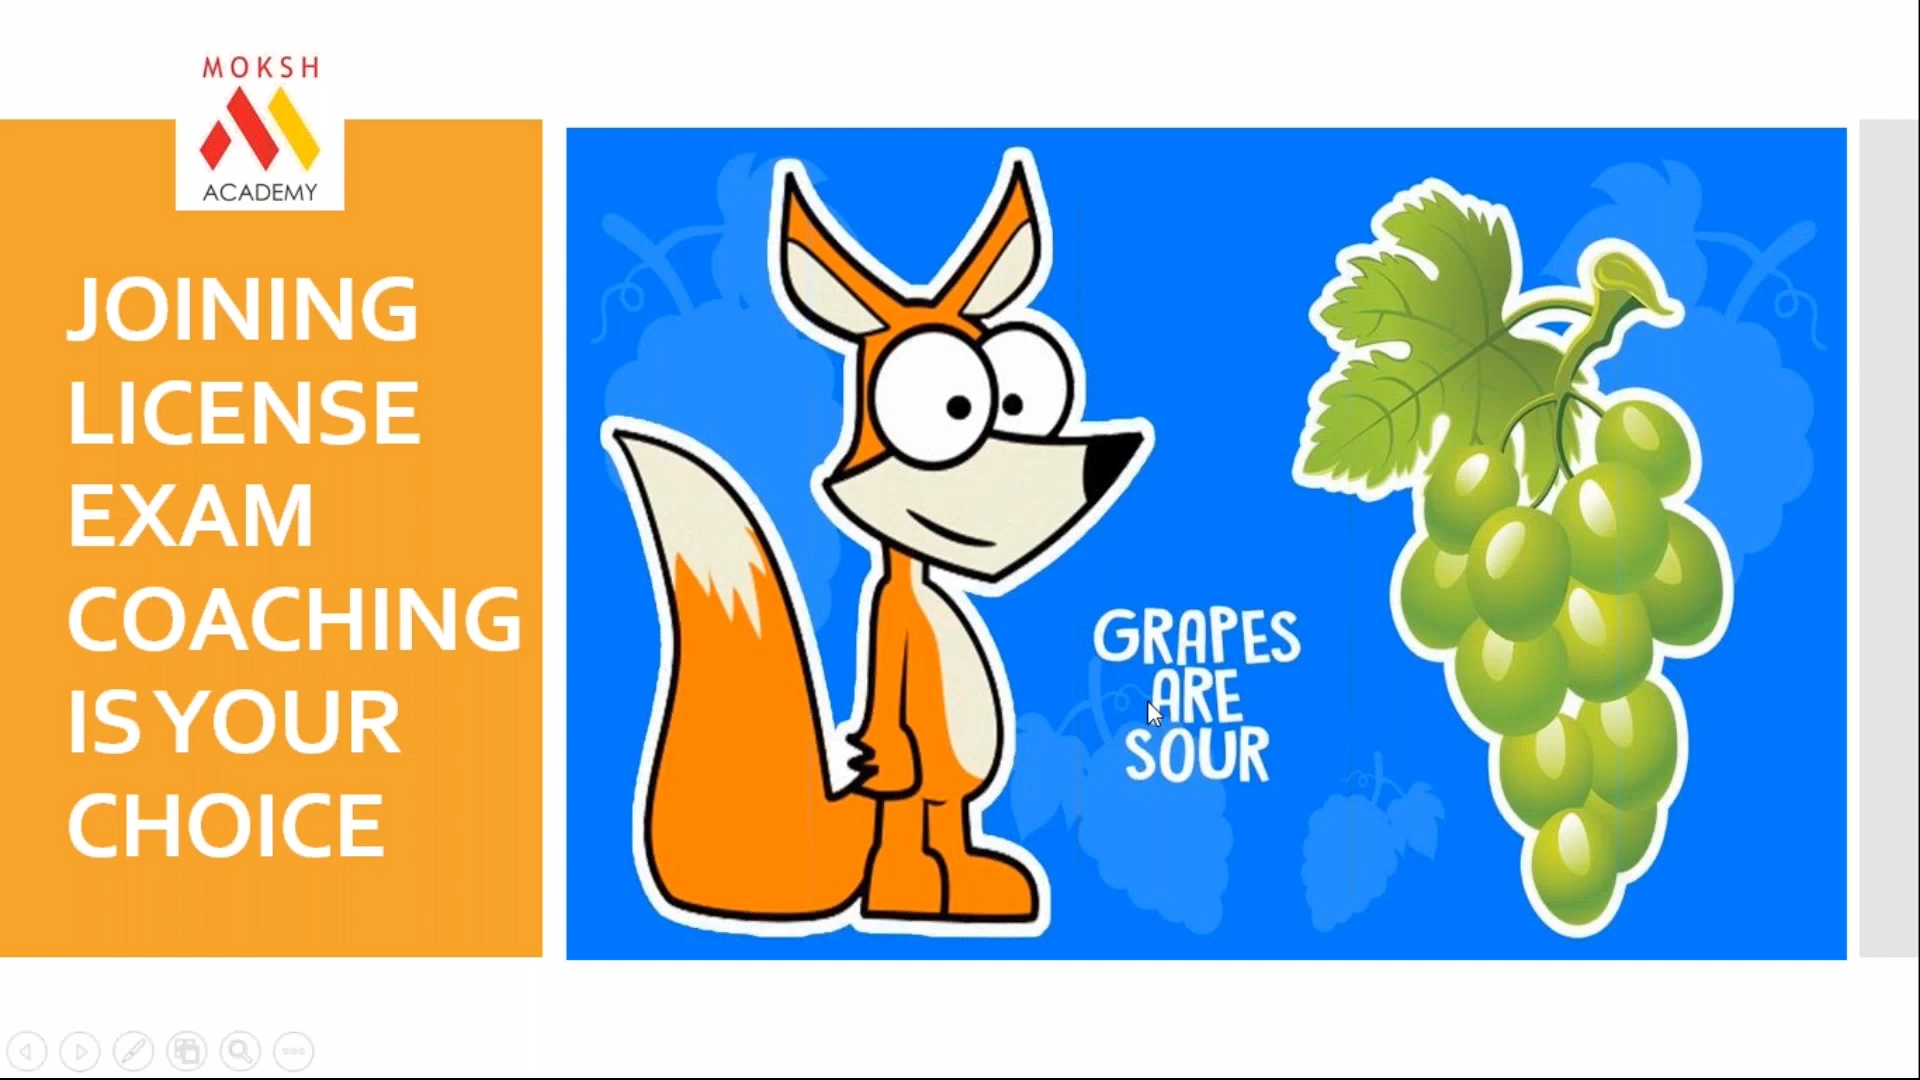 MOKSH
ACADEMY
JOINING
LICENSE
EXAM
COACHING
IS YOUR
CHOICE
GRAPES
ARE
SOUR